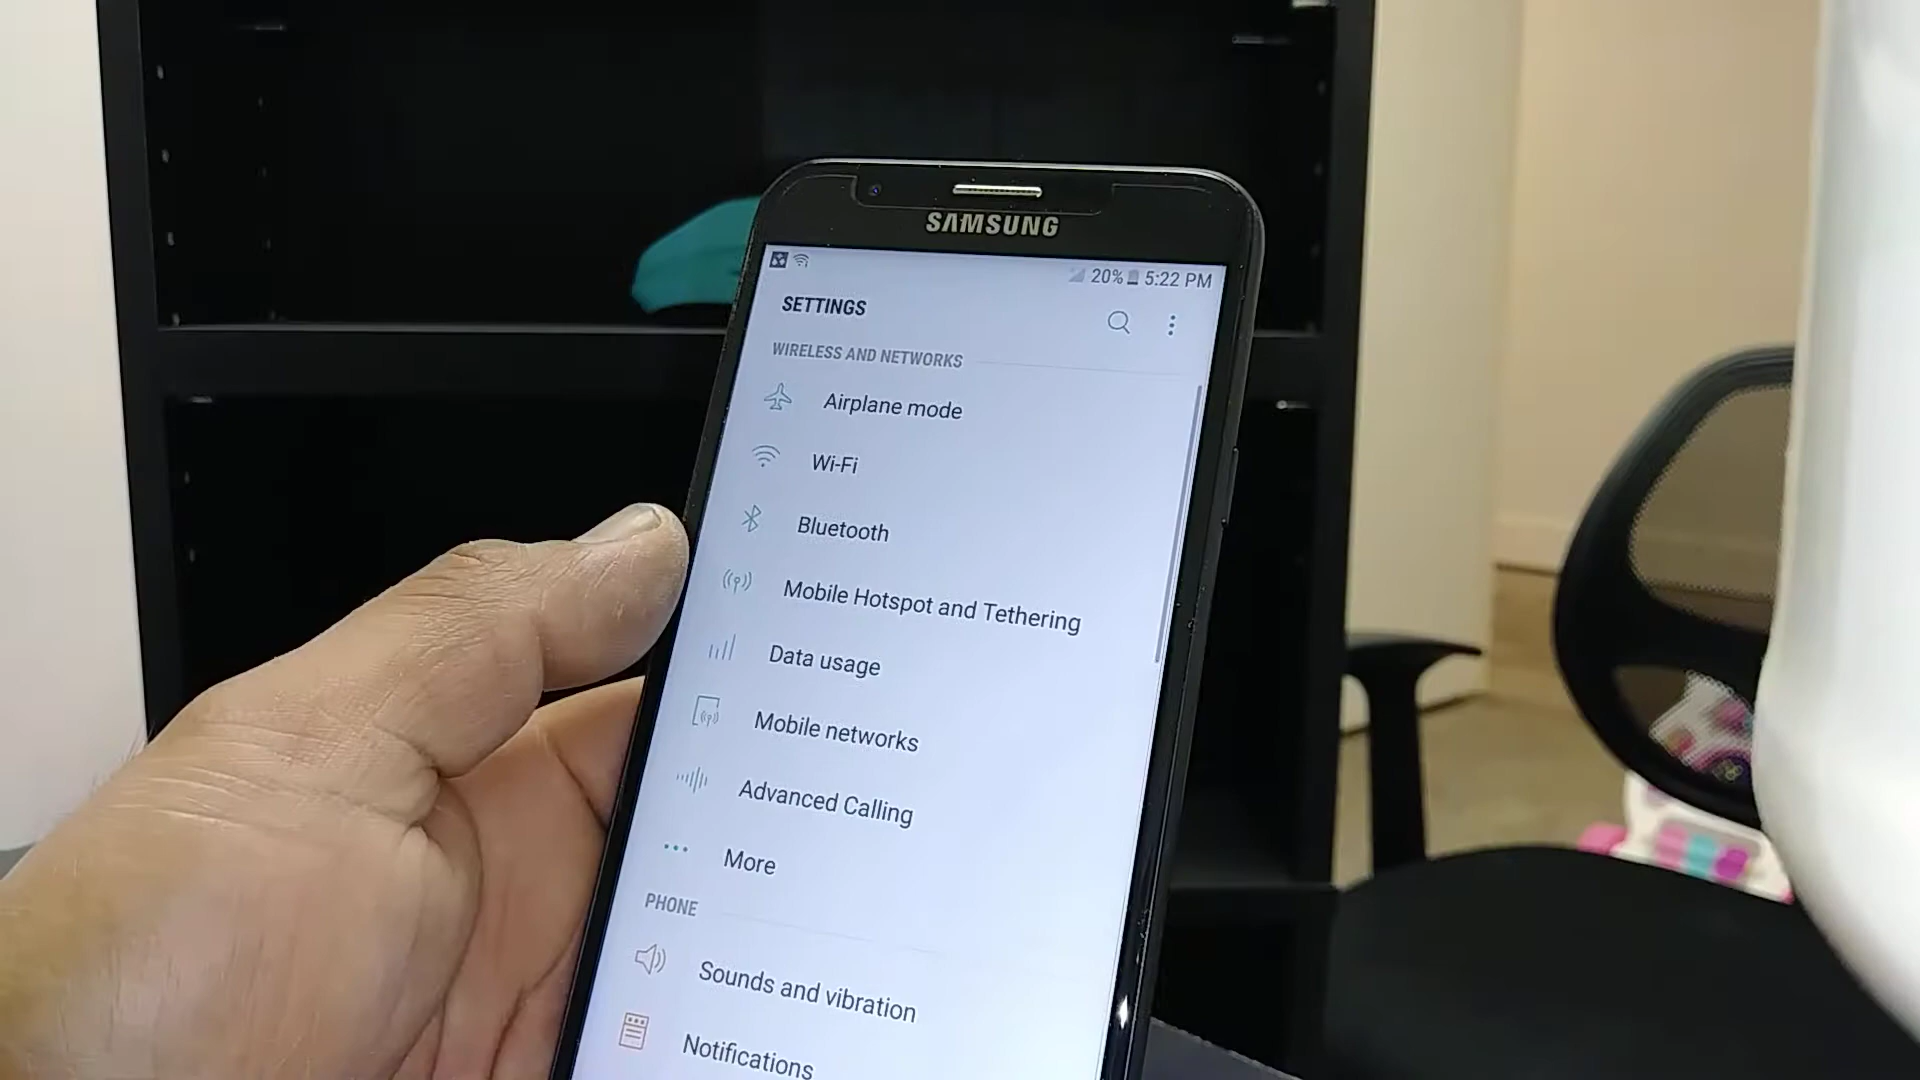 SAMSUNG
20% 5:22 PM
SETTINGS
WIRELESS AND NETWORKS
Airplane mode
Wi-Fi
Bluetooth
Mobile Hotspot and Tethering
Data usage
Mobile networks
Advanced Calling
More
PHONE
Sounds and vibration
Notifications